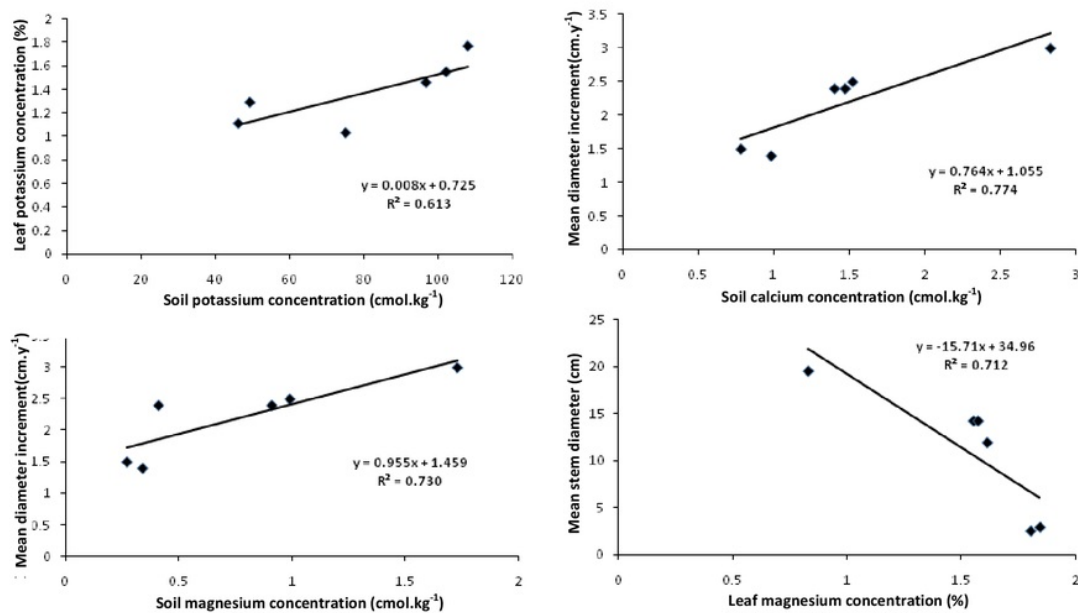 Leaf potassium concentration (%)
2
1.8
1.6
1.4
1.2
1
0.8
0.6
0.4
0.2
0
y = 0.008x + 0.725
R² = 0.613
0 20 40 60 80 100 120
Soil potassium concentration (cmol.kg⁻¹)
Mean diameter increment(cm.y⁻¹)
3.5
3
2.5
2
1.5
1
0.5
0
y = 0.764x + 1.055
R² = 0.774
0 0.5 1 1.5 2 2.5 3
Soil calcium concentration (cmol.kg⁻¹)
Mean diameter increment(cm.y⁻¹)
3
2.5
2
1.5
1
0.5
0
y = 0.955x + 1.459
R² = 0.730
0 0.5 1 1.5 2
Soil magnesium concentration (cmol.kg⁻¹)
Mean stem diameter (cm)
25
20
15
10
5
0
y = -15.71x + 34.96
R² = 0.712
0 0.5 1 1.5 2
Leaf magnesium concentration (%)